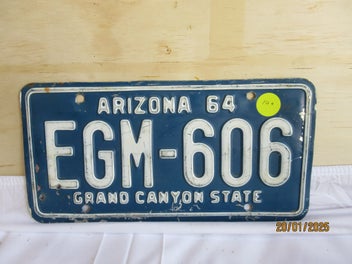 ARIZONA 64
EGM-606
GRAND CANYON STATE
20/01/2025